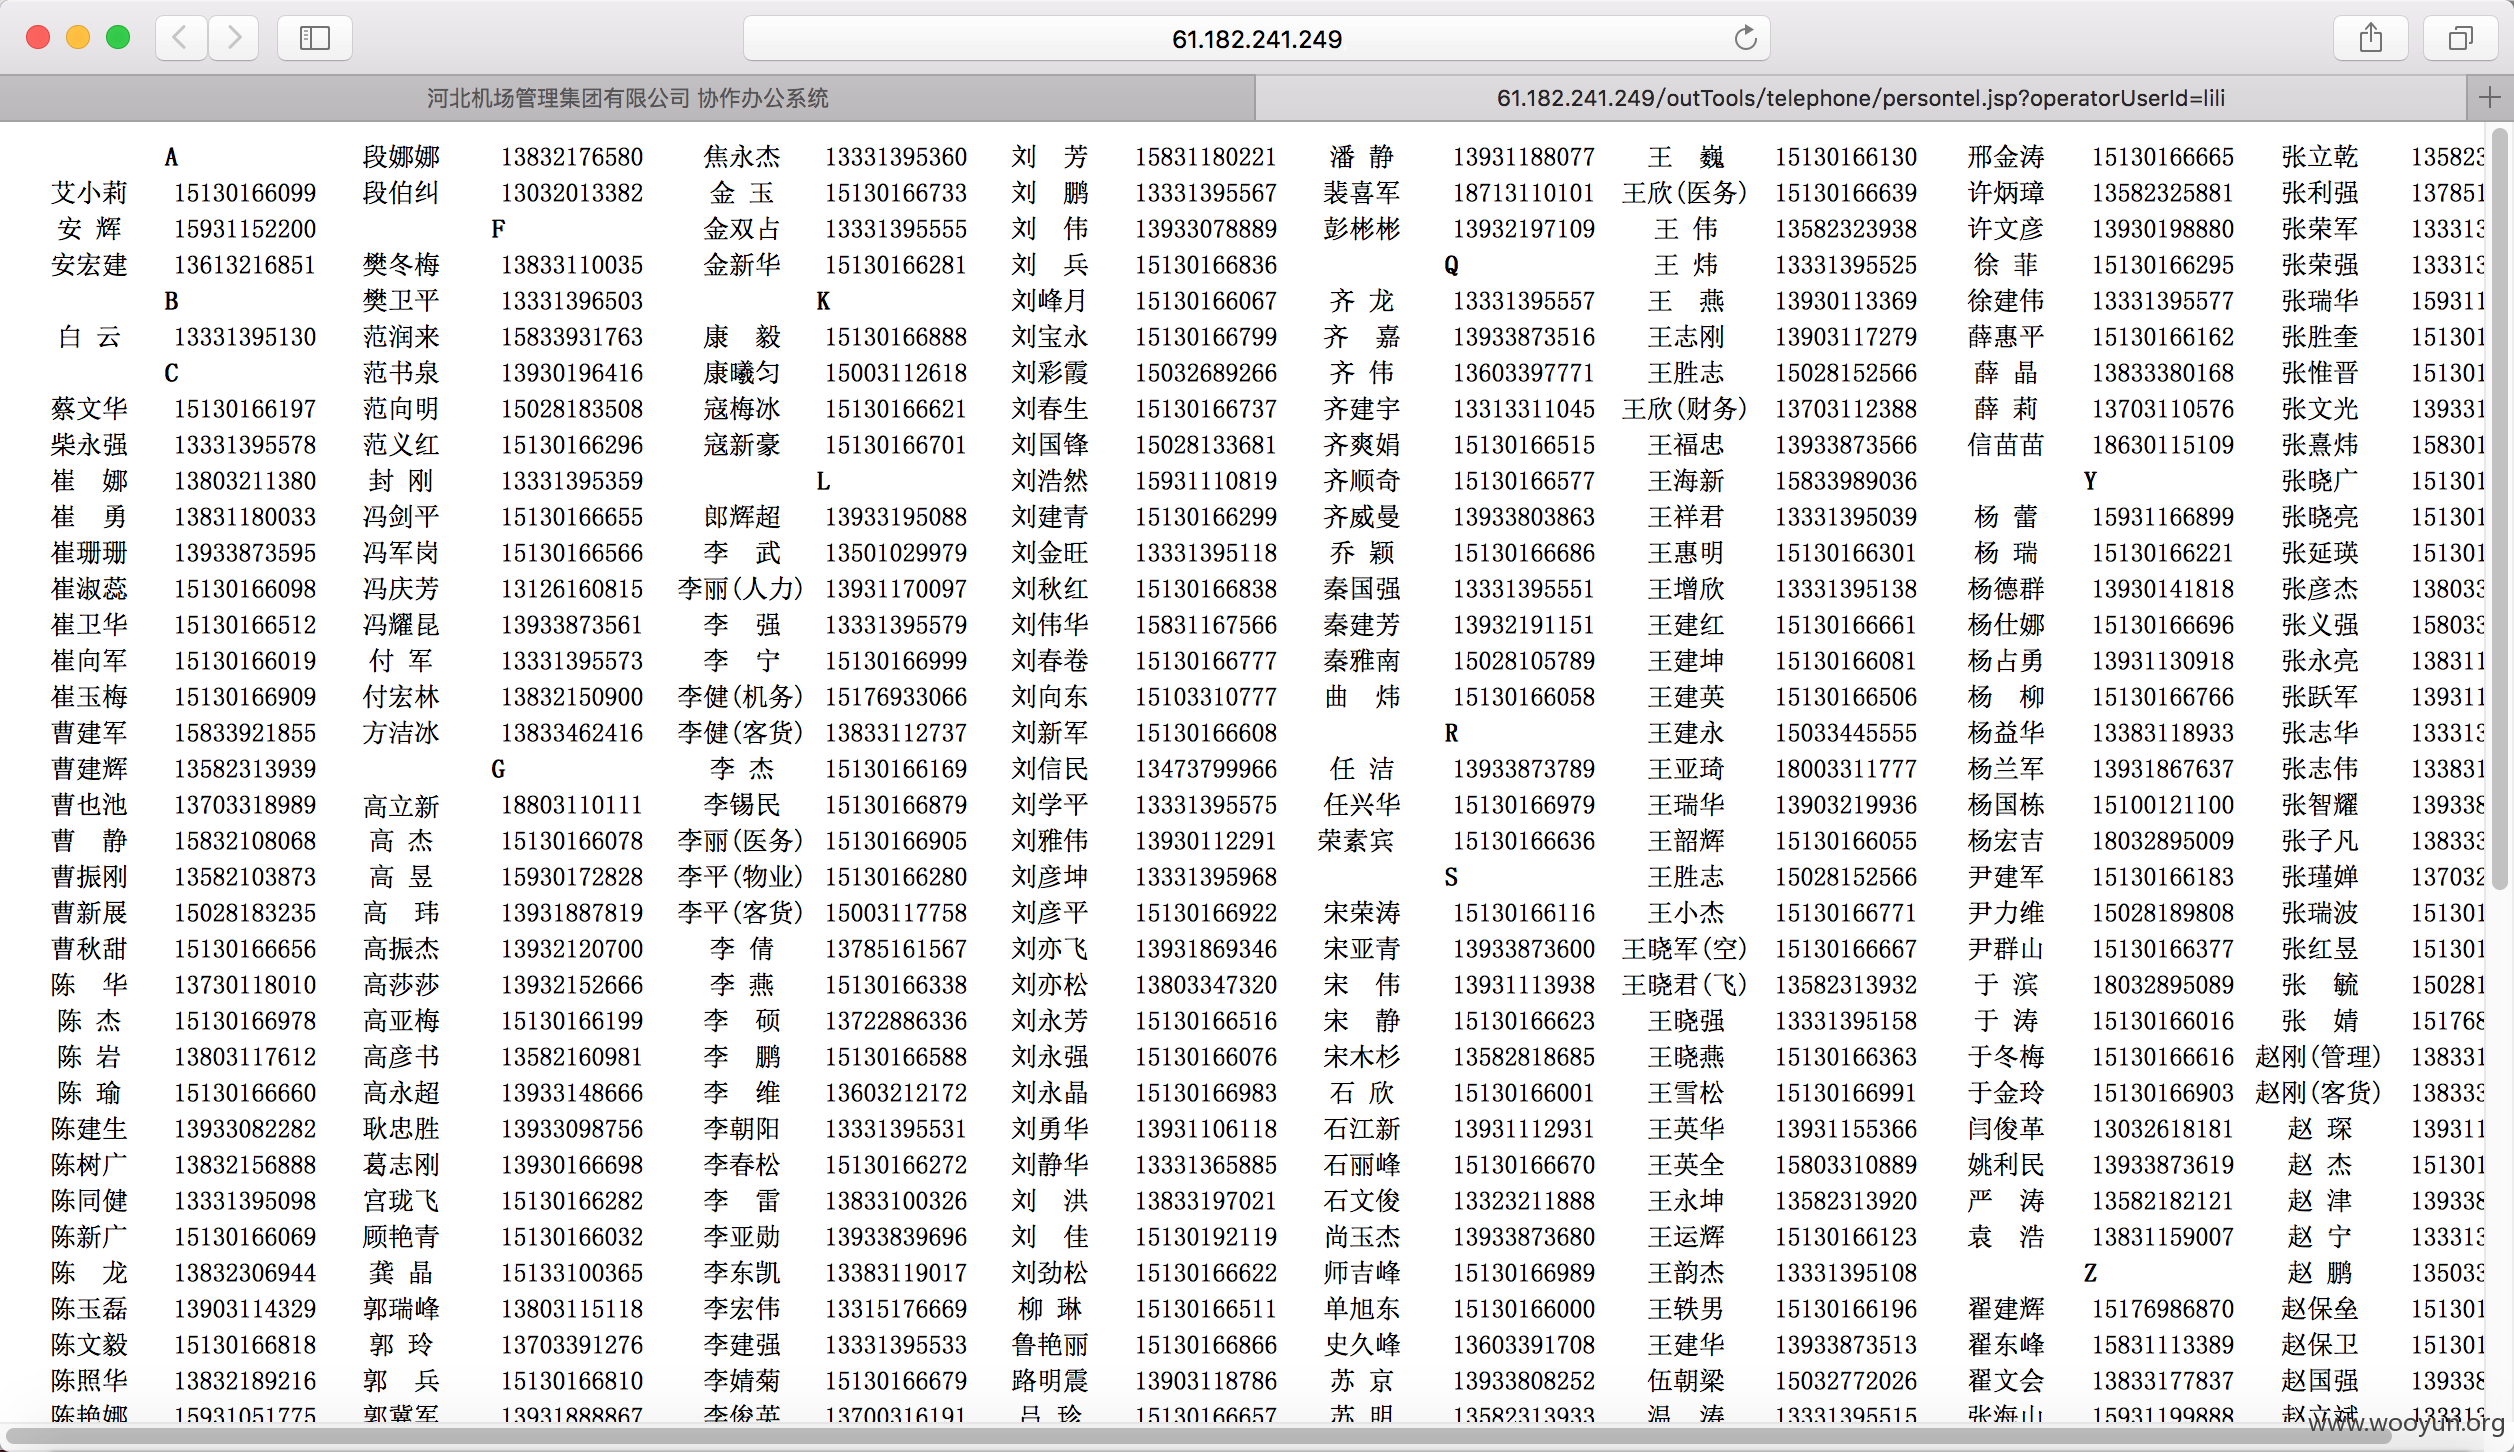 61.182.241.249
河北机场管理集团有限公司 协作办公系统 61.182.241.249/outTools/telephone/persontel.jsp?operatorUserId=lili
A 段娜娜 13832176580 焦永杰 13331395360 刘 芳 15831180221 潘 静 13931188077 王 巍 15130166130 邢金涛 15130166665 张立乾 135823
艾小莉 15130166099 段伯纠 13032013382 金 玉 15130166733 刘 鹏 13331395567 裴喜军 18713110101 王欣(医务) 15130166639 许炳璋 13582325881 张利强 137851
安 辉 15931152200 F 金双占 13331395555 刘 伟 13933078889 彭彬彬 13932197109 王 伟 13582323938 许文彦 13930198880 张荣军 133313
安宏建 13613216851 樊冬梅 13833110035 金新华 15130166281 刘 兵 15130166836 Q 王 炜 13331395525 徐 菲 15130166295 张荣强 133313
B 樊卫平 13331396503 K 刘峰月 15130166067 齐 龙 13331395557 王 燕 13930113369 徐建伟 13331395577 张瑞华 159311
白 云 13331395130 范润来 15833931763 康 毅 15130166888 刘宝永 15130166799 齐 嘉 13933873516 王志刚 13903117279 薛惠平 15130166162 张胜奎 151301
C 范书泉 13930196416 康曦匀 15003112618 刘彩霞 15032689266 齐 伟 13603397771 王胜志 15028152566 薛 晶 13833380168 张惟晋 151301
蔡文华 15130166197 范向明 15028183508 寇梅冰 15130166621 刘春生 15130166737 齐建宇 13313311045 王欣(财务) 13703112388 薛 莉 13703110576 张文光 139331
柴永强 13331395578 范义红 15130166296 寇新豪 15130166701 刘国锋 15028133681 齐爽娟 15130166515 王福忠 13933873566 信苗苗 18630115109 张熹炜 158301
崔 娜 13803211380 封 刚 13331395359 L 刘浩然 15931110819 齐顺奇 15130166577 王海新 15833989036 Y 张晓广 151301
崔 勇 13831180033 冯剑平 15130166655 郎辉超 13933195088 刘建青 15130166299 齐威曼 13933803863 王祥君 13331395039 杨 蕾 15931166899 张晓亮 151301
崔珊珊 13933873595 冯军岗 15130166566 李 武 13501029979 刘金旺 13331395118 乔 颖 15130166686 王惠明 15130166301 杨 瑞 15130166221 张延瑛 151301
崔淑蕊 15130166098 冯庆芳 13126160815 李丽(人力) 13931170097 刘秋红 15130166838 秦国强 13331395551 王增欣 13331395138 杨德群 13930141818 张彦杰 138033
崔卫华 15130166512 冯耀昆 13933873561 李 强 13331395579 刘伟华 15831167566 秦建芳 13932191151 王建红 15130166661 杨仕娜 15130166696 张义强 158033
崔向军 15130166019 付 军 13331395573 李 宁 15130166999 刘春卷 15130166777 秦雅南 15028105789 王建坤 15130166081 杨占勇 13931130918 张永亮 138311
崔玉梅 15130166909 付宏林 13832150900 李健(机务) 15176933066 刘向东 15103310777 曲 炜 15130166058 王建英 15130166506 杨 柳 15130166766 张跃军 139311
曹建军 15833921855 方洁冰 13833462416 李健(客货) 13833112737 刘新军 15130166608 R 王建永 15033445555 杨益华 13383118933 张志华 133313
曹建辉 13582313939 G 李 杰 15130166169 刘信民 13473799966 任 洁 13933873789 王亚琦 18003311777 杨兰军 13931867637 张志伟 133831
曹也池 13703318989 高立新 18803110111 李锡民 15130166879 刘学平 13331395575 任兴华 15130166979 王瑞华 13903219936 杨国栋 15100121100 张智耀 139338
曹 静 15832108068 高 杰 15130166078 李丽(医务) 15130166905 刘雅伟 13930112291 荣素宾 15130166636 王韶辉 15130166055 杨宏吉 18032895009 张子凡 138333
曹振刚 13582103873 高 昱 15930172828 李平(物业) 15130166280 刘彦坤 13331395968 S 王胜志 15028152566 尹建军 15130166183 张瑾婵 137032
曹新展 15028183235 高 玮 13931887819 李平(客货) 15003117758 刘彦平 15130166922 宋荣涛 15130166116 王小杰 15130166771 尹力维 15028189808 张瑞波 151301
曹秋甜 15130166656 高振杰 13932120700 李 倩 13785161567 刘亦飞 13931869346 宋亚青 13933873600 王晓军(空) 15130166667 尹群山 15130166377 张红昱 151301
陈 华 13730118010 高莎莎 13932152666 李 燕 15130166338 刘亦松 13803347320 宋 伟 13931113938 王晓君(飞) 13582313932 于 滨 18032895089 张 毓 150281
陈 杰 15130166978 高亚梅 15130166199 李 硕 13722886336 刘永芳 15130166516 宋 静 15130166623 王晓强 13331395158 于 涛 15130166016 张 婧 151768
陈 岩 13803117612 高彦书 13582160981 李 鹏 15130166588 刘永强 15130166076 宋木杉 13582818685 王晓燕 15130166363 于冬梅 15130166616 赵刚(管理) 138331
陈 瑜 15130166660 高永超 13933148666 李 维 13603212172 刘永晶 15130166983 石 欣 15130166001 王雪松 15130166991 于金玲 15130166903 赵刚(客货) 138333
陈建生 13933082282 耿忠胜 13933098756 李朝阳 13331395531 刘勇华 13931106118 石江新 13931112931 王英华 13931155366 闫俊革 13032618181 赵 琛 139311
陈树广 13832156888 葛志刚 13930166698 李春松 15130166272 刘静华 13331365885 石丽峰 15130166670 王英全 15803310889 姚利民 13933873619 赵 杰 151301
陈同健 13331395098 宫珑飞 15130166282 李 雷 13833100326 刘 洪 13833197021 石文俊 13323211888 王永坤 13582313920 严 涛 13582182121 赵 津 139338
陈新广 15130166069 顾艳青 15130166032 李亚勋 13933839696 刘 佳 15130192119 尚玉杰 13933873680 王运辉 15130166123 袁 浩 13831159007 赵 宁 133313
陈 龙 13832306944 龚 晶 15133100365 李东凯 13383119017 刘劲松 15130166622 师吉峰 15130166989 王韵杰 13331395108 Z 赵 鹏 135033
陈玉磊 13903114329 郭瑞峰 13803115118 李宏伟 13315176669 柳 琳 15130166511 单旭东 15130166000 王轶男 15130166196 翟建辉 15176986870 赵保垒 151301
陈文毅 15130166818 郭 玲 13703391276 李建强 13331395533 鲁艳丽 15130166866 史久峰 13603391708 王建华 13933873513 翟东峰 15831113389 赵保卫 151301
陈照华 13832189216 郭 兵 15130166810 李婧菊 15130166679 路明震 13903118786 苏 京 13933808252 伍朝梁 15032772026 翟文会 13833177837 赵国强 139338
陈艳娜 15931051775 郭冀军 13931888867 李俊英 13700316191 吕 珍 15130166657 苏 明 13582313933 温 涛 13331395515 张海山 15931199888 赵立斌 133313
www.wooyun.org